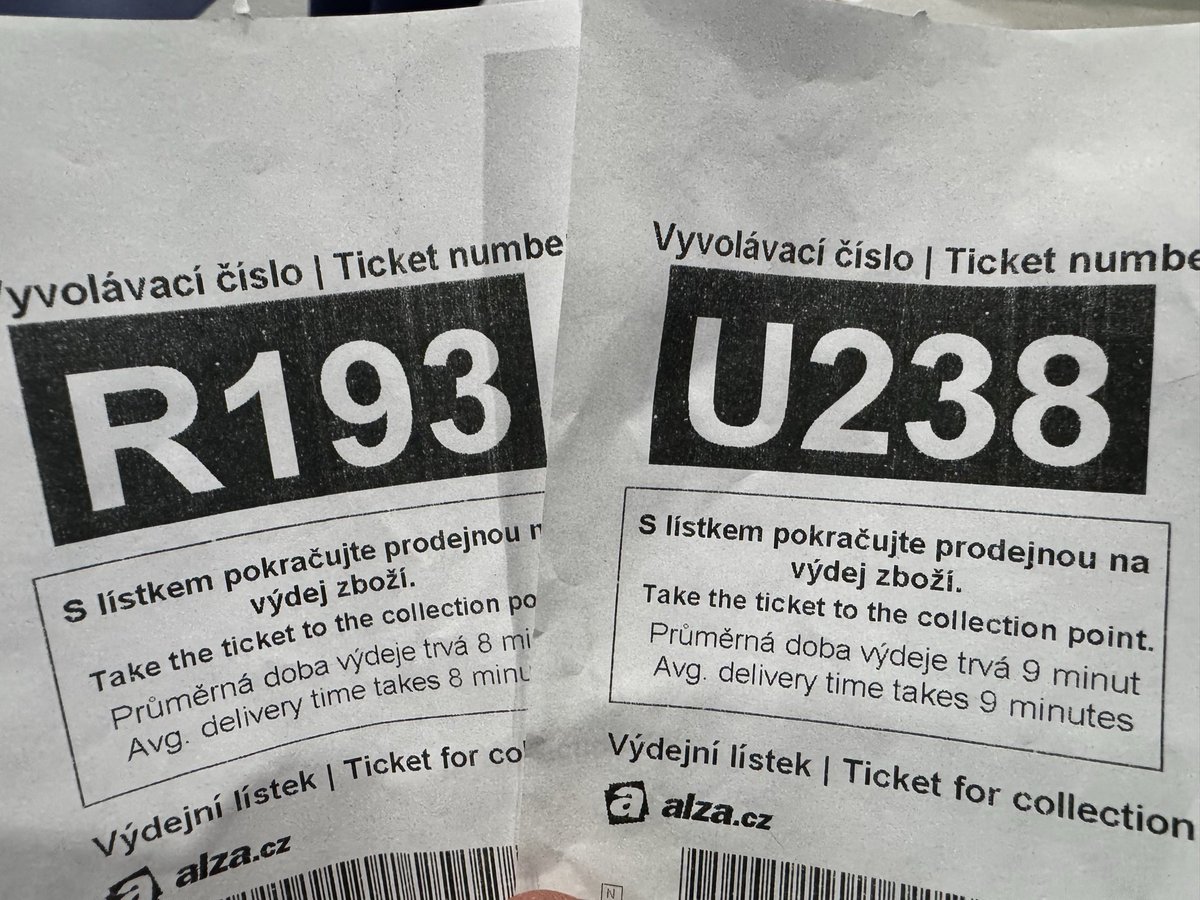 yvolávací číslo | Ticket numbe
R193
S lístkem pokračujte prodejnou
výdej zboží.
Take the ticket to the collection po
Průměrná doba výdeje trvá 8 mi
Avg. delivery time takes 8 minu
Výdejní lístek | Ticket for co
a alza.cz
Vyvolávací číslo | Ticket numbe
U238
S lístkem pokračujte prodejnou na
výdej zboží.
Take the ticket to the collection point.
Průměrná doba výdeje trvá 9 minut
Avg. delivery time takes 9 minutes
Výdejní lístek | Ticket for collection
a alza.cz
N